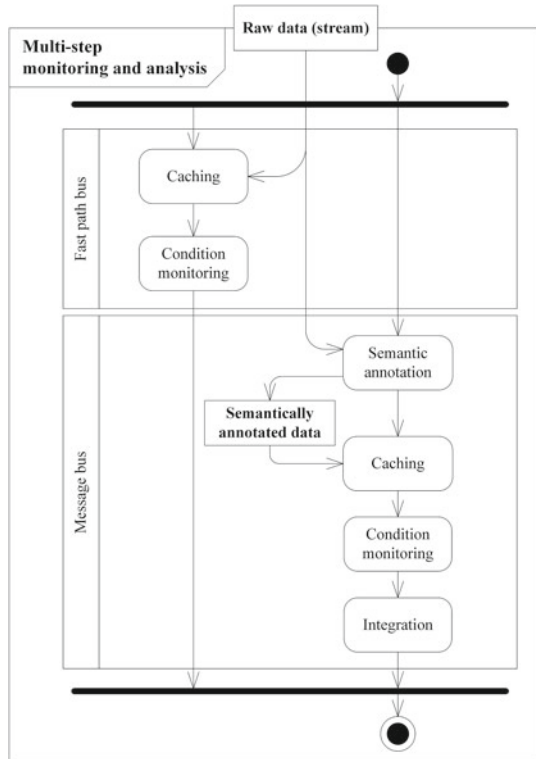 Raw data (stream)
Multi-step
monitoring and analysis
Fast path bus
Caching
Condition
monitoring
Message bus
Semantic
annotation
Semantically
annotated data
Caching
Condition
monitoring
Integration